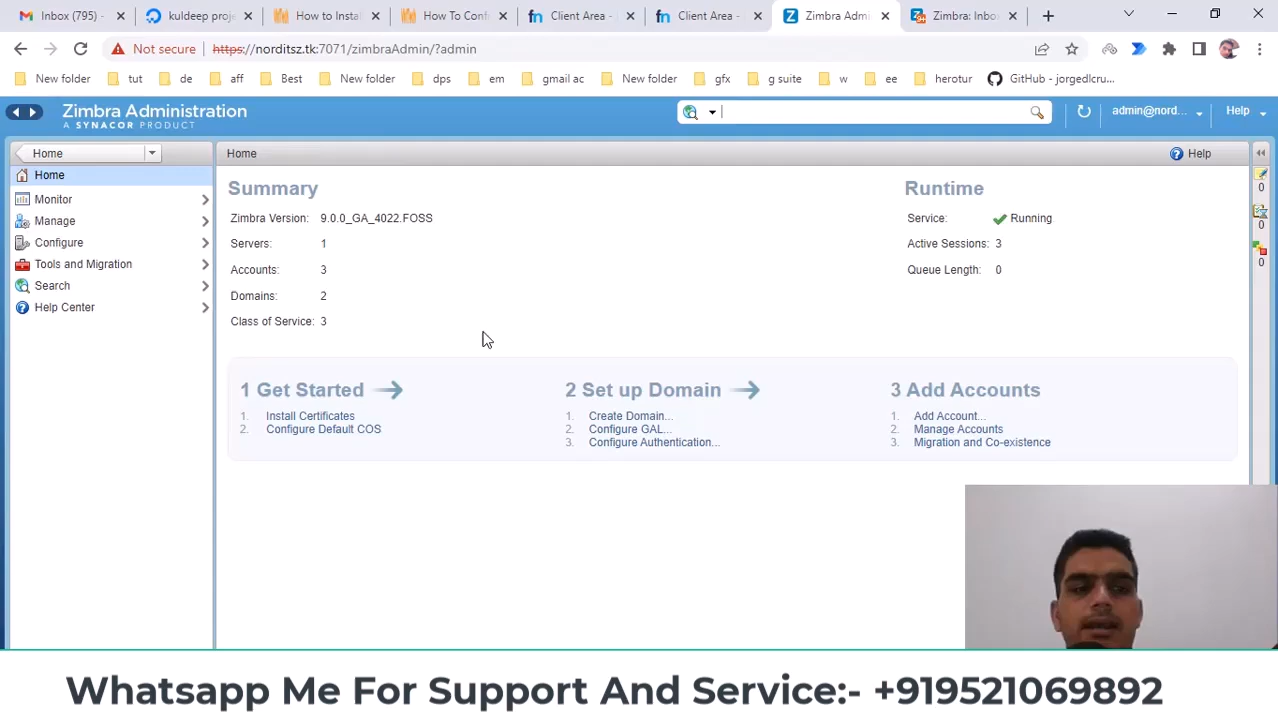 Inbox (795) -
kuldeep proj
How to Instal
How To Confi
Client Area -
Client Area -
Zimbra Admi
Zimbra: Inbo
Not secure https://norditsz.tk:7071/zimbraAdmin/?admin
New folder tut de aff Best New folder dps em gmail ac New folder gfx g suite w ee herotur GitHub - jorgedlcru...
Zimbra Administration
A SYNACOR PRODUCT
admin@nord... Help
Home
Home
Help
Home
Monitor
Manage
Configure
Tools and Migration
Search
Help Center
Summary
Zimbra Version: 9.0.0_GA_4022.FOSS
Servers: 1
Accounts: 3
Domains: 2
Class of Service: 3
Runtime
Service: Running
Active Sessions: 3
Queue Length: 0
0
0
0
1 Get Started
1. Install Certificates
2. Configure Default COS
2 Set up Domain
1. Create Domain...
2. Configure GAL...
3. Configure Authentication...
3 Add Accounts
1. Add Account...
2. Manage Accounts
3. Migration and Co-existence
Whatsapp Me For Support And Service:- +919521069892